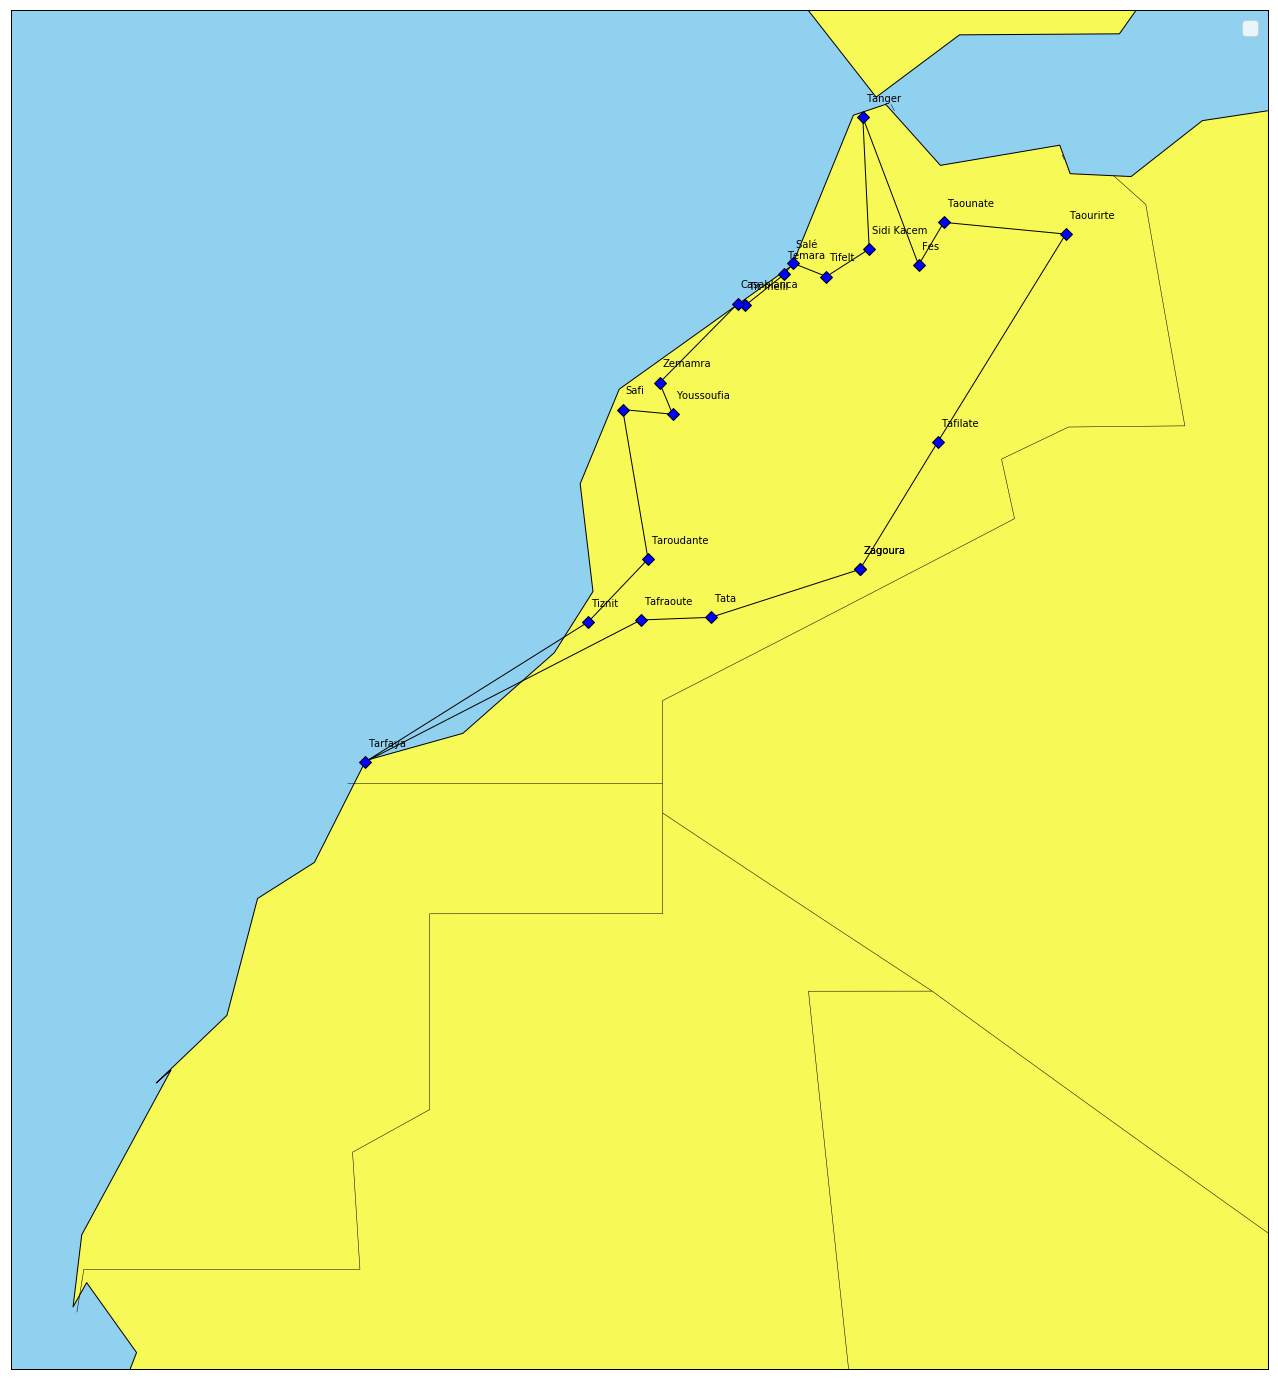 Tanger
Taounate
Taourirte
Sidi Kacem
Fes
Salé
Temara
Tifelt
Casablanca
Zemamra
Safi
Youssoufia
Tafilate
Taroudante
Zagoura
Tiznit
Tafraoute
Tata
Tarfaya